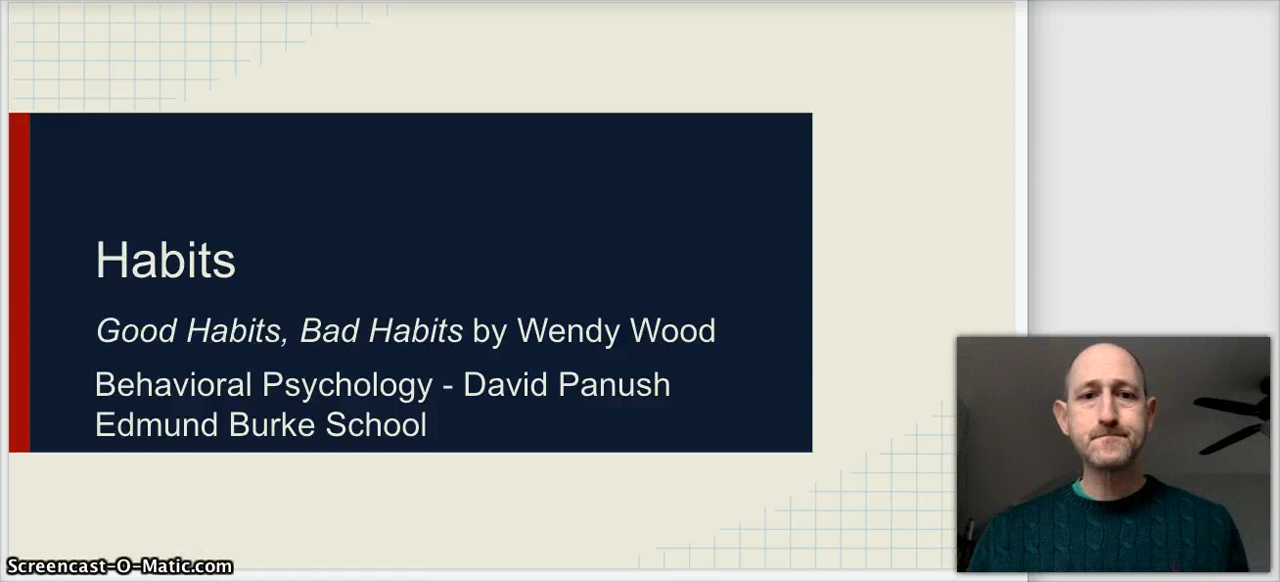 Habits
Good Habits, Bad Habits by Wendy Wood
Behavioral Psychology - David Panush
Edmund Burke School
Screencast-O-Matic.com